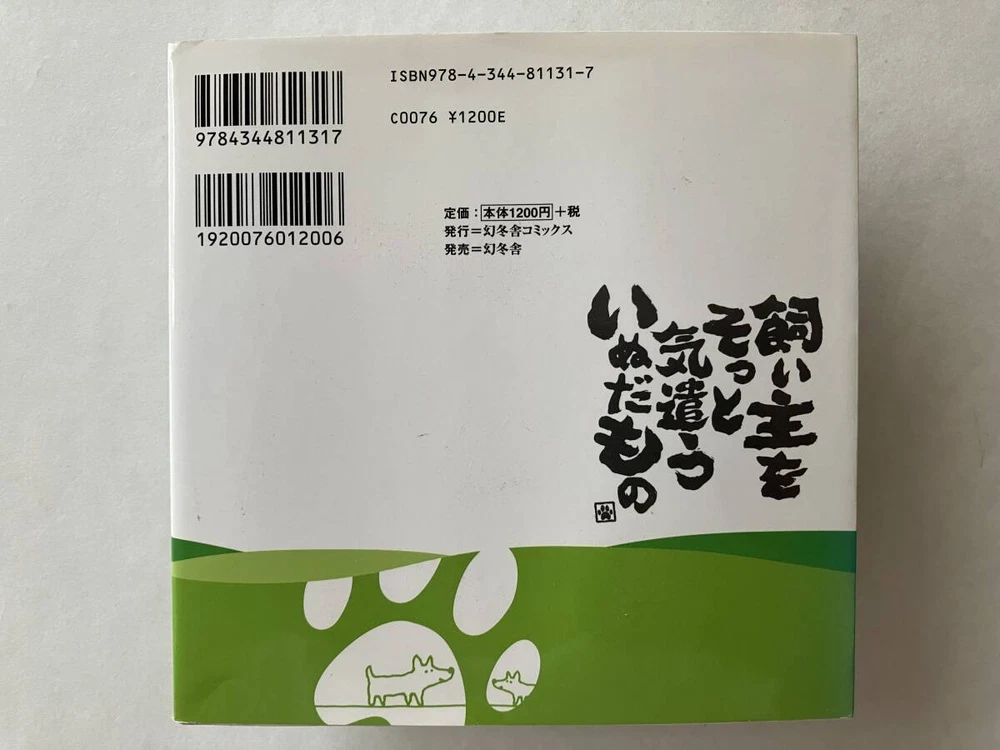 ISBN978-4-344-81131-7
9784344811317
C0076 ¥1200E
1920076012006
定価：本体1200円＋税
発行＝幻冬舎コミックス
発売＝幻冬舎
飼い主を
そっと
気遣う
いぬだもの